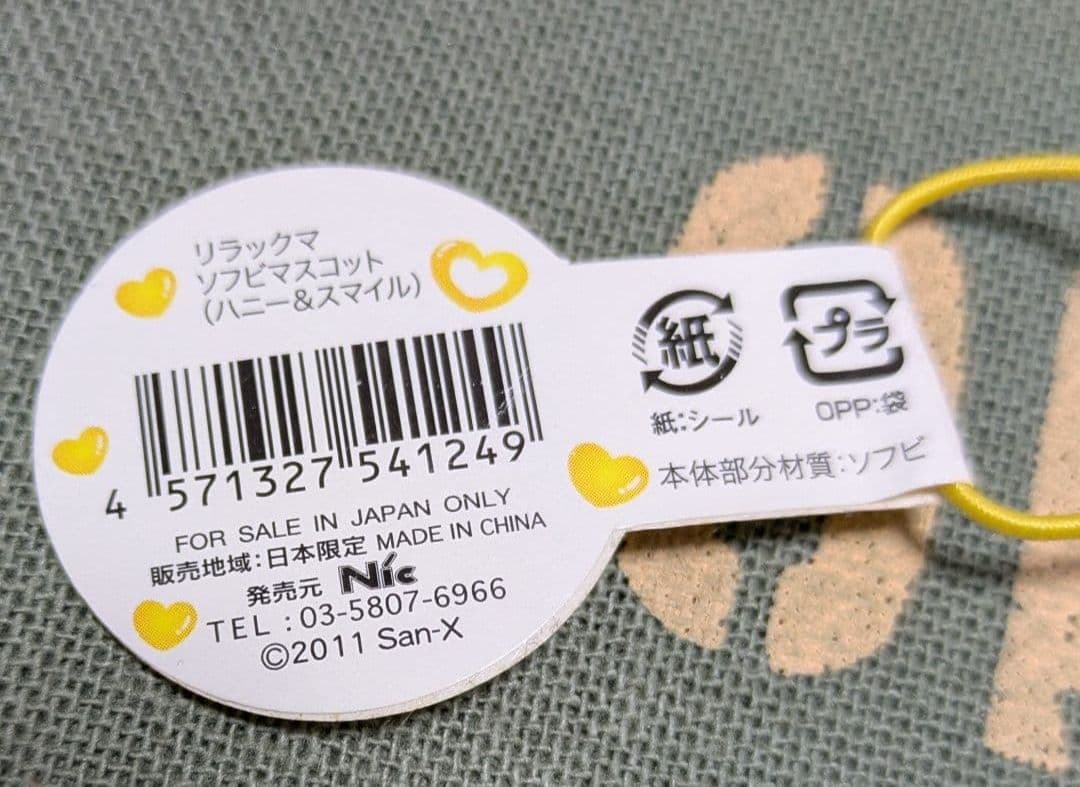 リラックマ
ソフビマスコット
(ハニー&スマイル)
4 571327 541249
FOR SALE IN JAPAN ONLY
販売地域:日本限定 MADE IN CHINA
発売元 Nic
TEL:03-5807-6966
©2011 San-X
紙
紙:シール
プラ
OPP:袋
本体部分材質:ソフビ